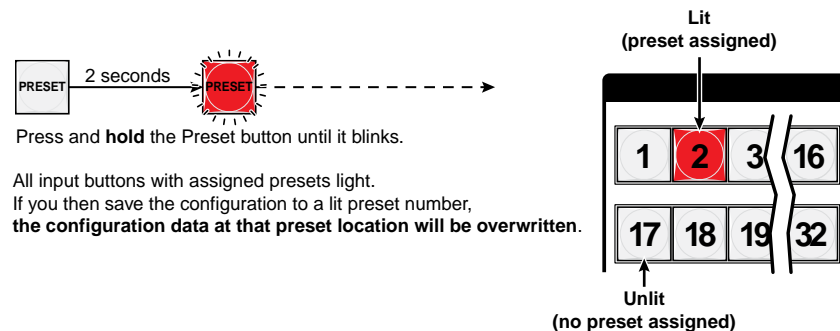 Lit
(preset assigned)
PRESET
2 seconds
PRESET
Press and hold the Preset button until it blinks.
1
2
3
16
All input buttons with assigned presets light.
If you then save the configuration to a lit preset number,
the configuration data at that preset location will be overwritten.
17
18
19
32
Unlit
(no preset assigned)